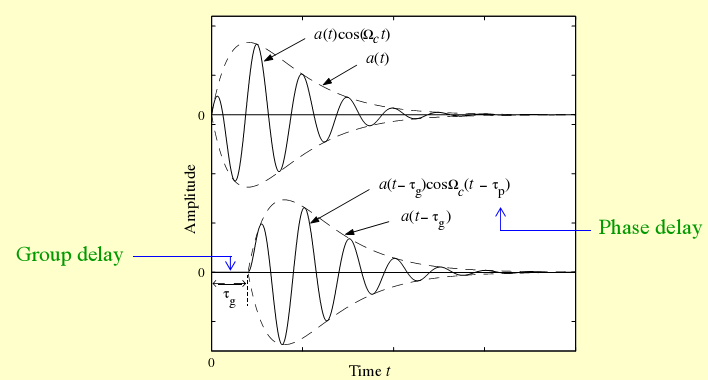 a(t)cos(Ω_c t)
a(t)
0
Amplitude
a(t– τ_g)cosΩ_c(t – τ_p)
a(t– τ_g)
Phase delay
Group delay
0
τ_g
0
Time t